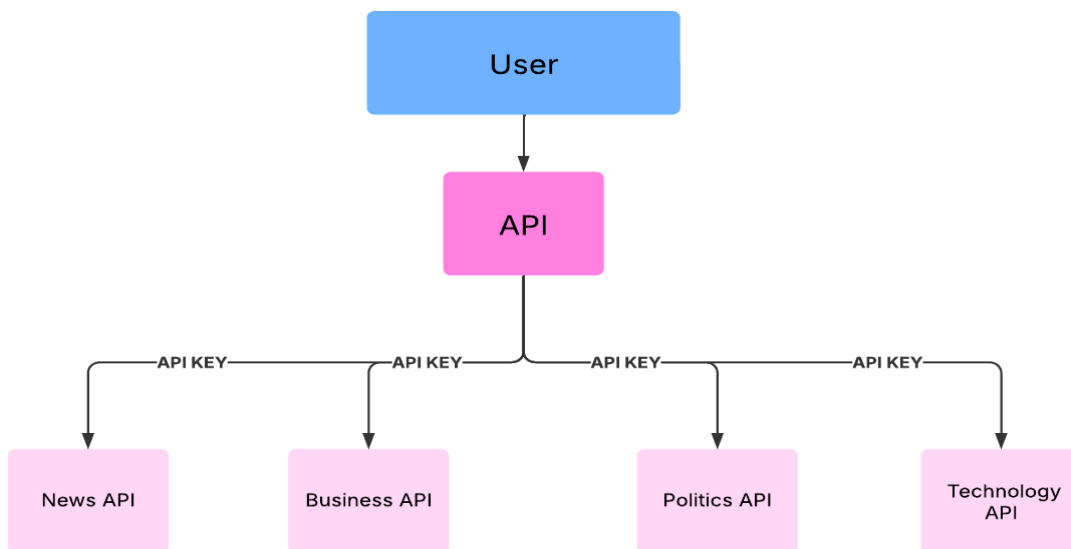 User
API
API KEY
API KEY
API KEY
API KEY
News API
Business API
Politics API
Technology
API